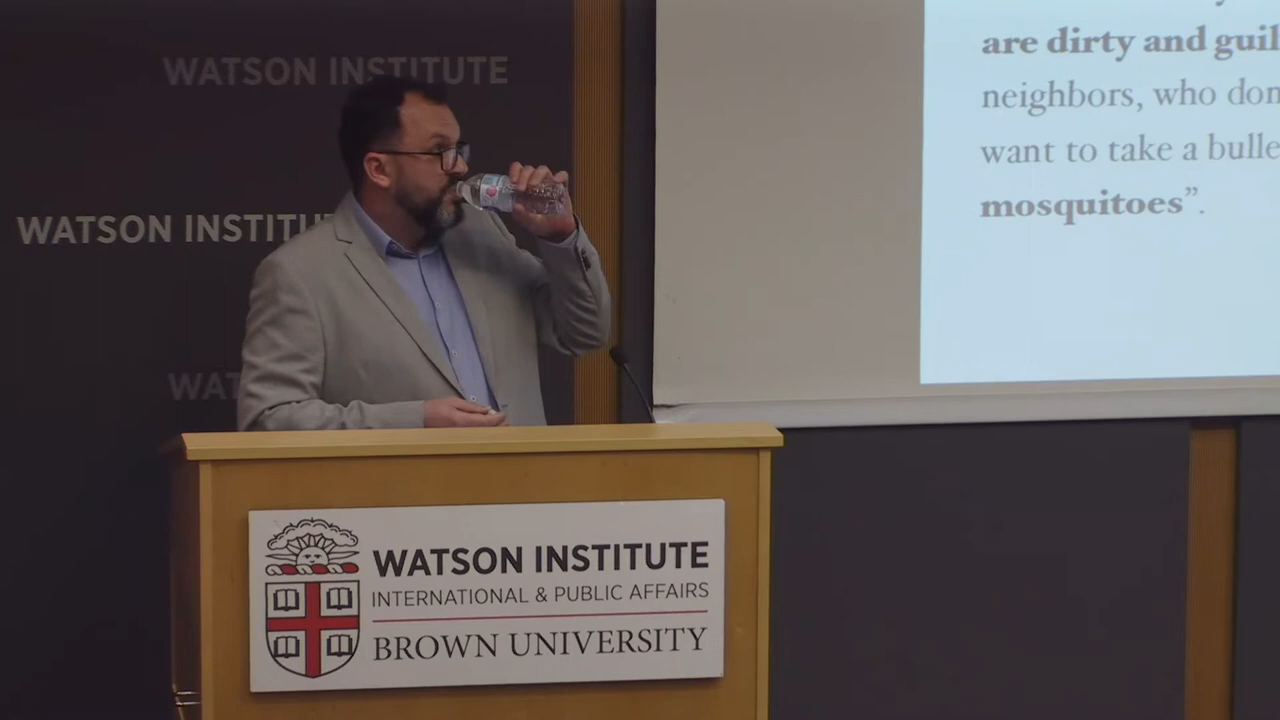 WATSON INSTITUTE
WATSON INSTITU
WAT
are dirty and guil
neighbors, who don
want to take a bulle
mosquitoes”.
WATSON INSTITUTE
INTERNATIONAL & PUBLIC AFFAIRS
BROWN UNIVERSITY